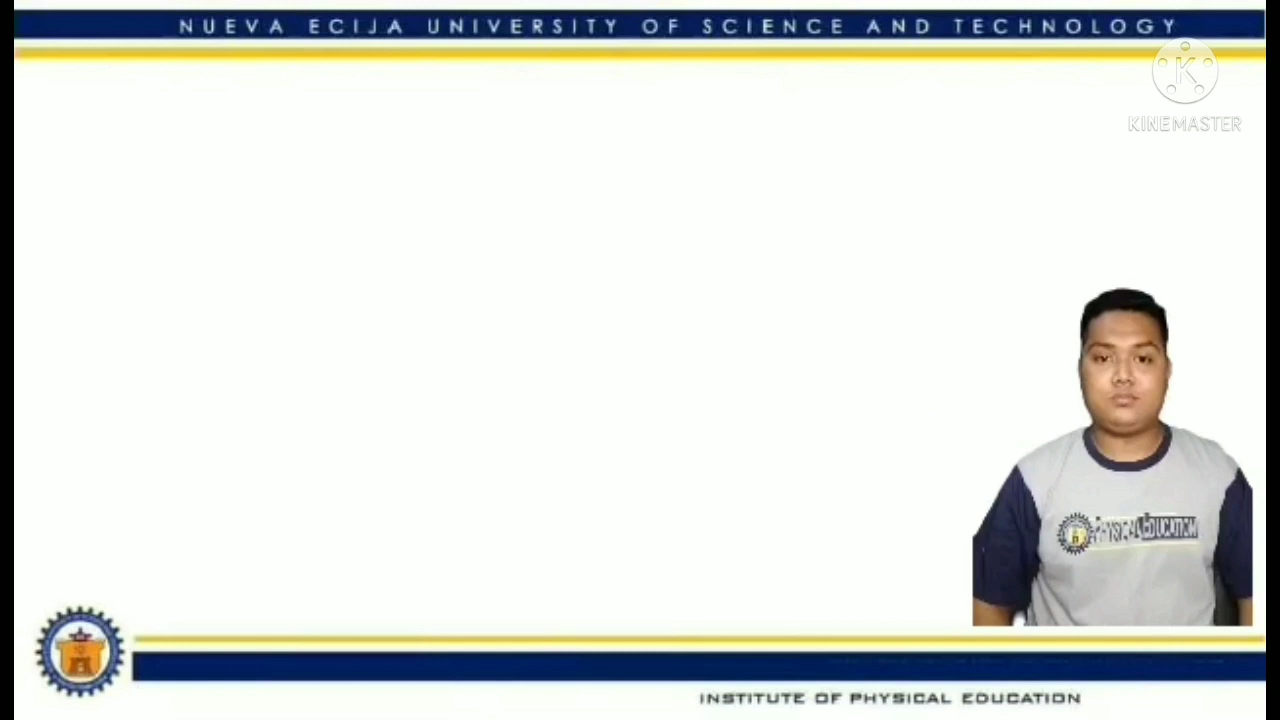 NUEVA ECIJA UNIVERSITY OF SCIENCE AND TECHNOLOGY
K
KINEMASTER
PHYSICAL EDUCATION
INSTITUTE OF PHYSICAL EDUCATION